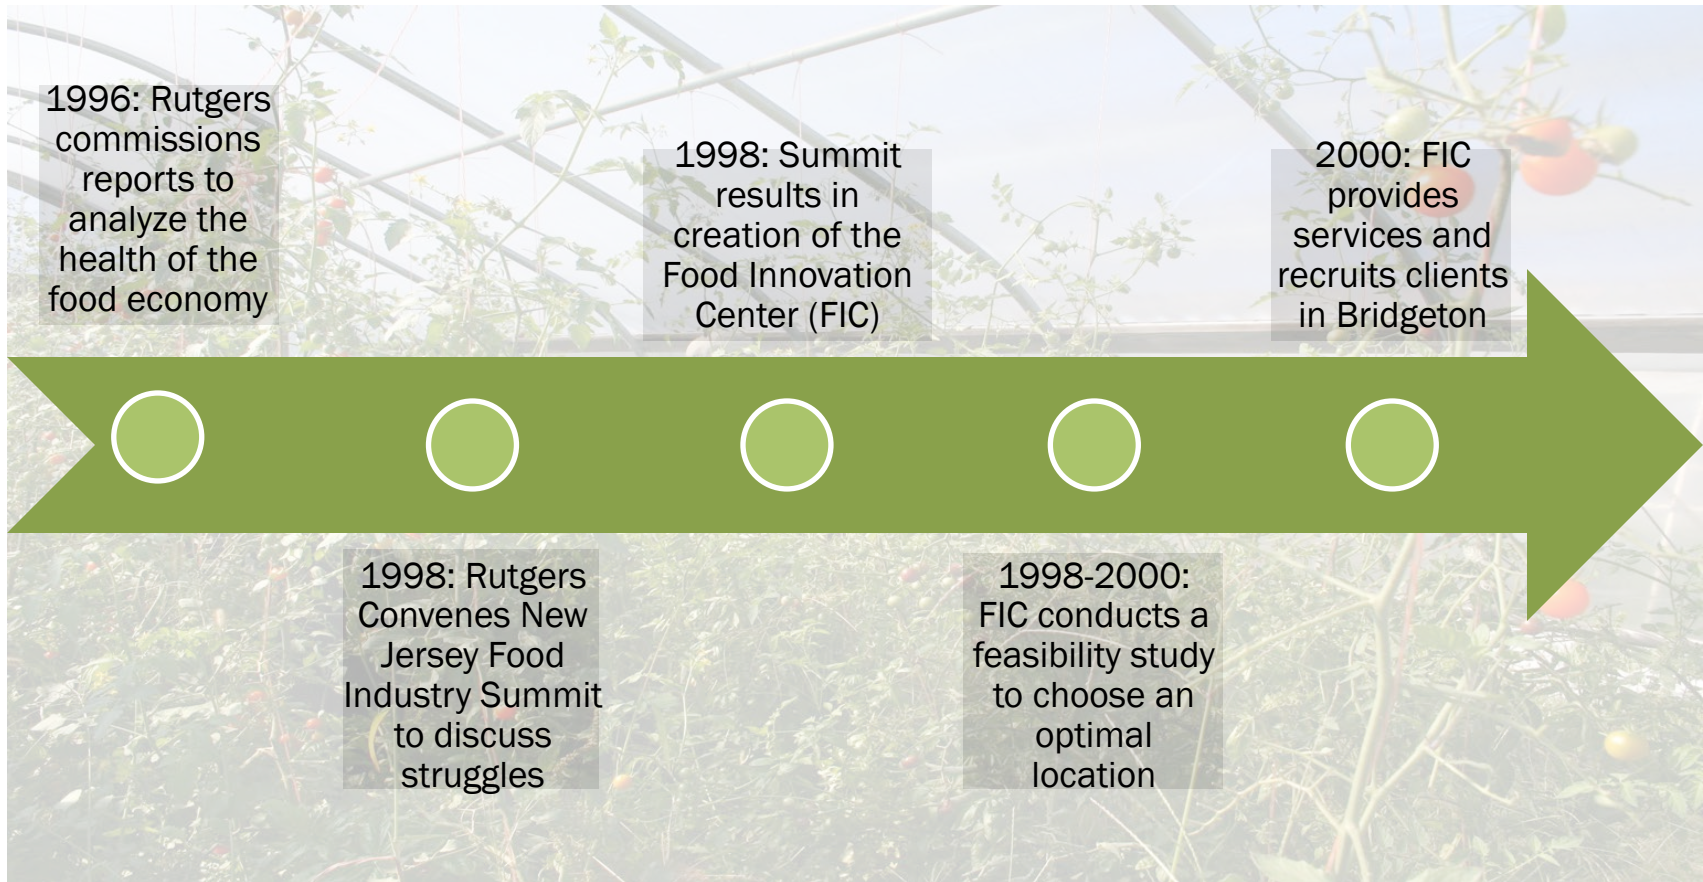 1996: Rutgers
commissions
reports to
analyze the
health of the
food economy
1998: Rutgers
Convenes New
Jersey Food
Industry Summit
to discuss
struggles
1998: Summit
results in
creation of the
Food Innovation
Center (FIC)
1998-2000:
FIC conducts a
feasibility study
to choose an
optimal
location
2000: FIC
provides
services and
recruits clients
in Bridgeton